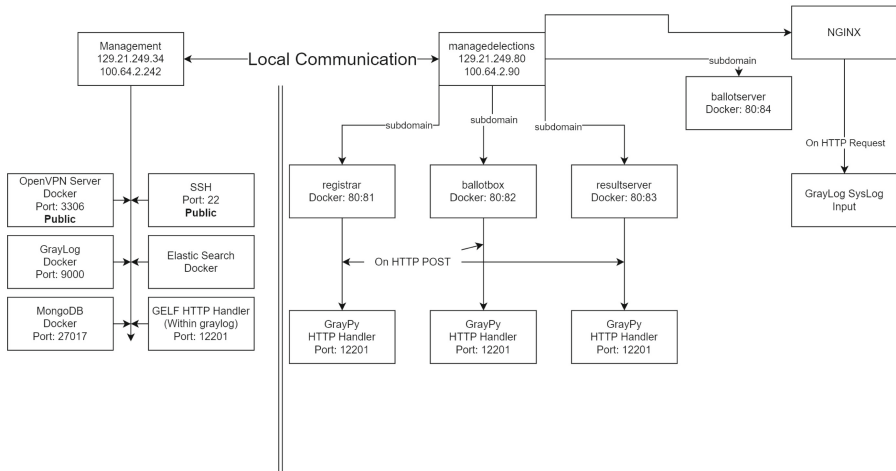 Management
129.21.249.34
100.64.2.242
Local Communication
managedelections
129.21.249.80
100.64.2.90
NGINX
subdomain
ballotserver
Docker: 80:84
subdomain
subdomain
subdomain
On HTTP Request
OpenVPN Server
Docker
Port: 3306
Public
SSH
Port: 22
Public
registrar
Docker: 80:81
ballotbox
Docker: 80:82
resultserver
Docker: 80:83
GrayLog SysLog
Input
GrayLog
Docker
Port: 9000
Elastic Search
Docker
On HTTP POST
MongoDB
Docker
Port: 27017
GELF HTTP Handler
(Within graylog)
Port: 12201
GrayPy
HTTP Handler
Port: 12201
GrayPy
HTTP Handler
Port: 12201
GrayPy
HTTP Handler
Port: 12201